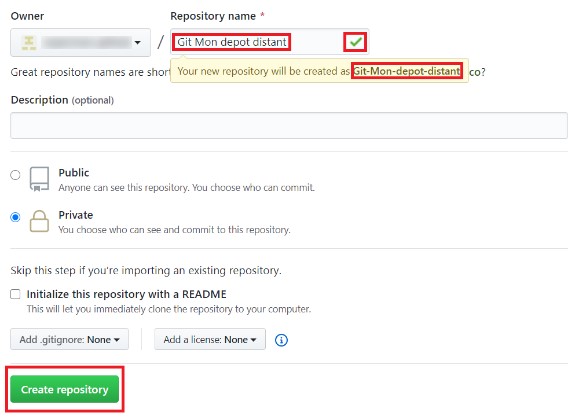 Owner
Repository name *
/
Git Mon depot distant
Great repository names are short
Your new repository will be created as Git-Mon-depot-distant.
co?
Description (optional)
Public
Anyone can see this repository. You choose who can commit.
Private
You choose who can see and commit to this repository.
Skip this step if you're importing an existing repository.
Initialize this repository with a README
This will let you immediately clone the repository to your computer.
Add .gitignore: None
Add a license: None
Create repository